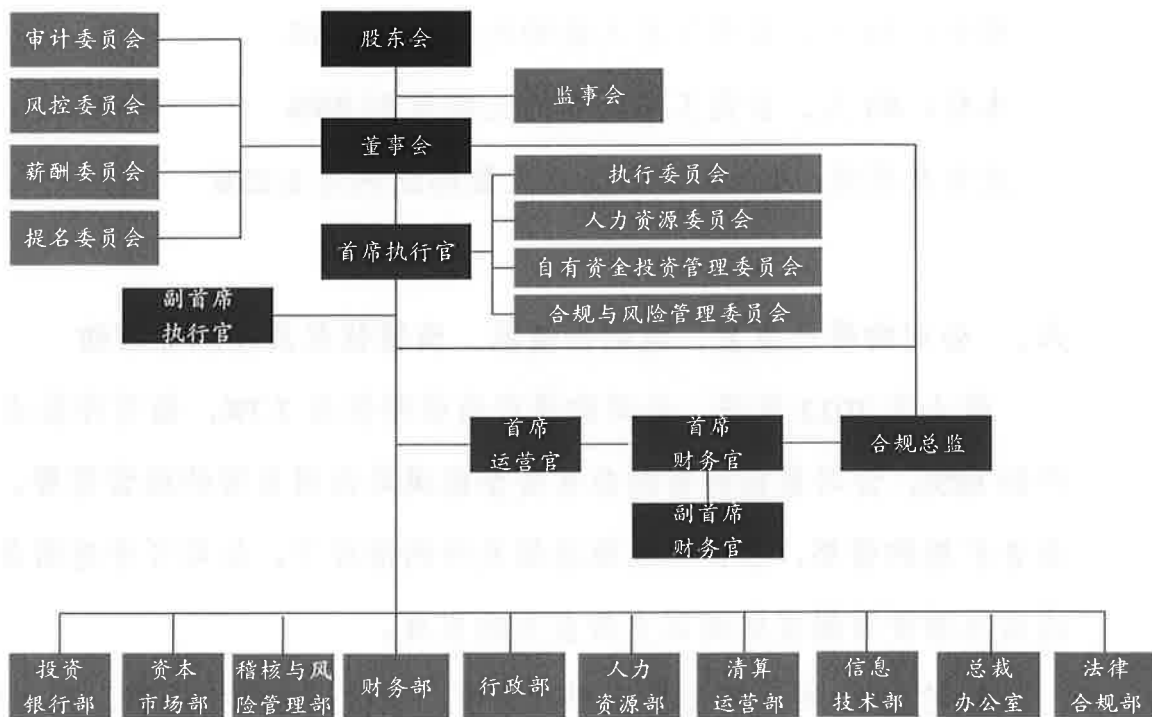 审计委员会
风控委员会
薪酬委员会
提名委员会
股东会
监事会
董事会
首席执行官
执行委员会
人力资源委员会
自有资金投资管理委员会
合规与风险管理委员会
副首席
执行官
首席
运营官
首席
财务官
合规总监
副首席
财务官
投资
银行部
资本
市场部
稽核与风
险管理部
财务部
行政部
人力
资源部
清算
运营部
信息
技术部
总裁
办公室
法律
合规部